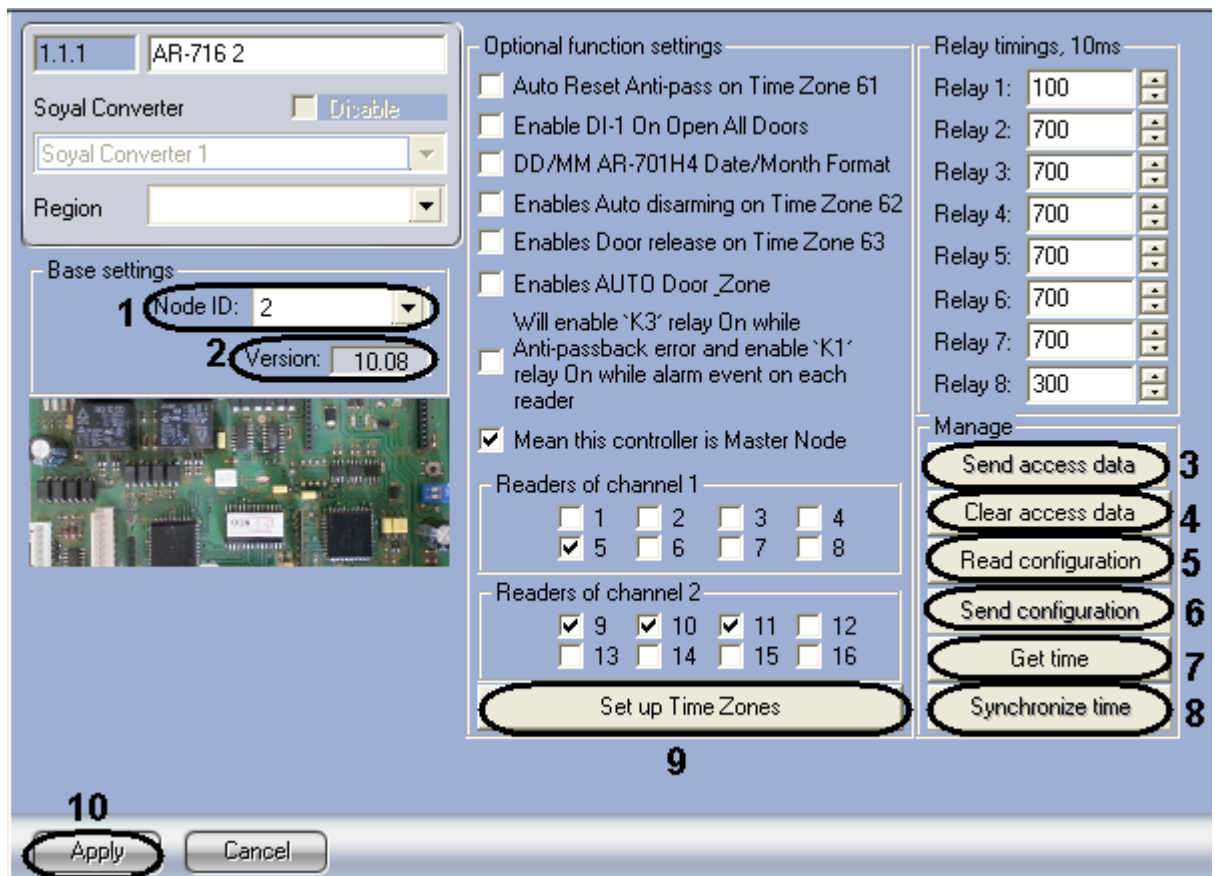 1.1.1
AR-716 2
Soyal Converter
Disable
Soyal Converter 1
Region
Base settings
1
Node ID: 2
2
Version: 10.08
Optional function settings
Auto Reset Anti-pass on Time Zone 61
Enable DI-1 On Open All Doors
DD/MM AR-701H4 Date/Month Format
Enables Auto disarming on Time Zone 62
Enables Door release on Time Zone 63
Enables AUTO Door_Zone
Will enable `K3´ relay On while
Anti-passback error and enable `K1´
relay On while alarm event on each
reader
Mean this controller is Master Node
Readers of channel 1
1 2 3 4
5 6 7 8
Readers of channel 2
9 10 11 12
13 14 15 16
Set up Time Zones
9
Relay timings, 10ms
Relay 1: 100
Relay 2: 700
Relay 3: 700
Relay 4: 700
Relay 5: 700
Relay 6: 700
Relay 7: 700
Relay 8: 300
Manage
Send access data 3
Clear access data 4
Read configuration 5
Send configuration 6
Get time 7
Synchronize time 8
10
Apply
Cancel